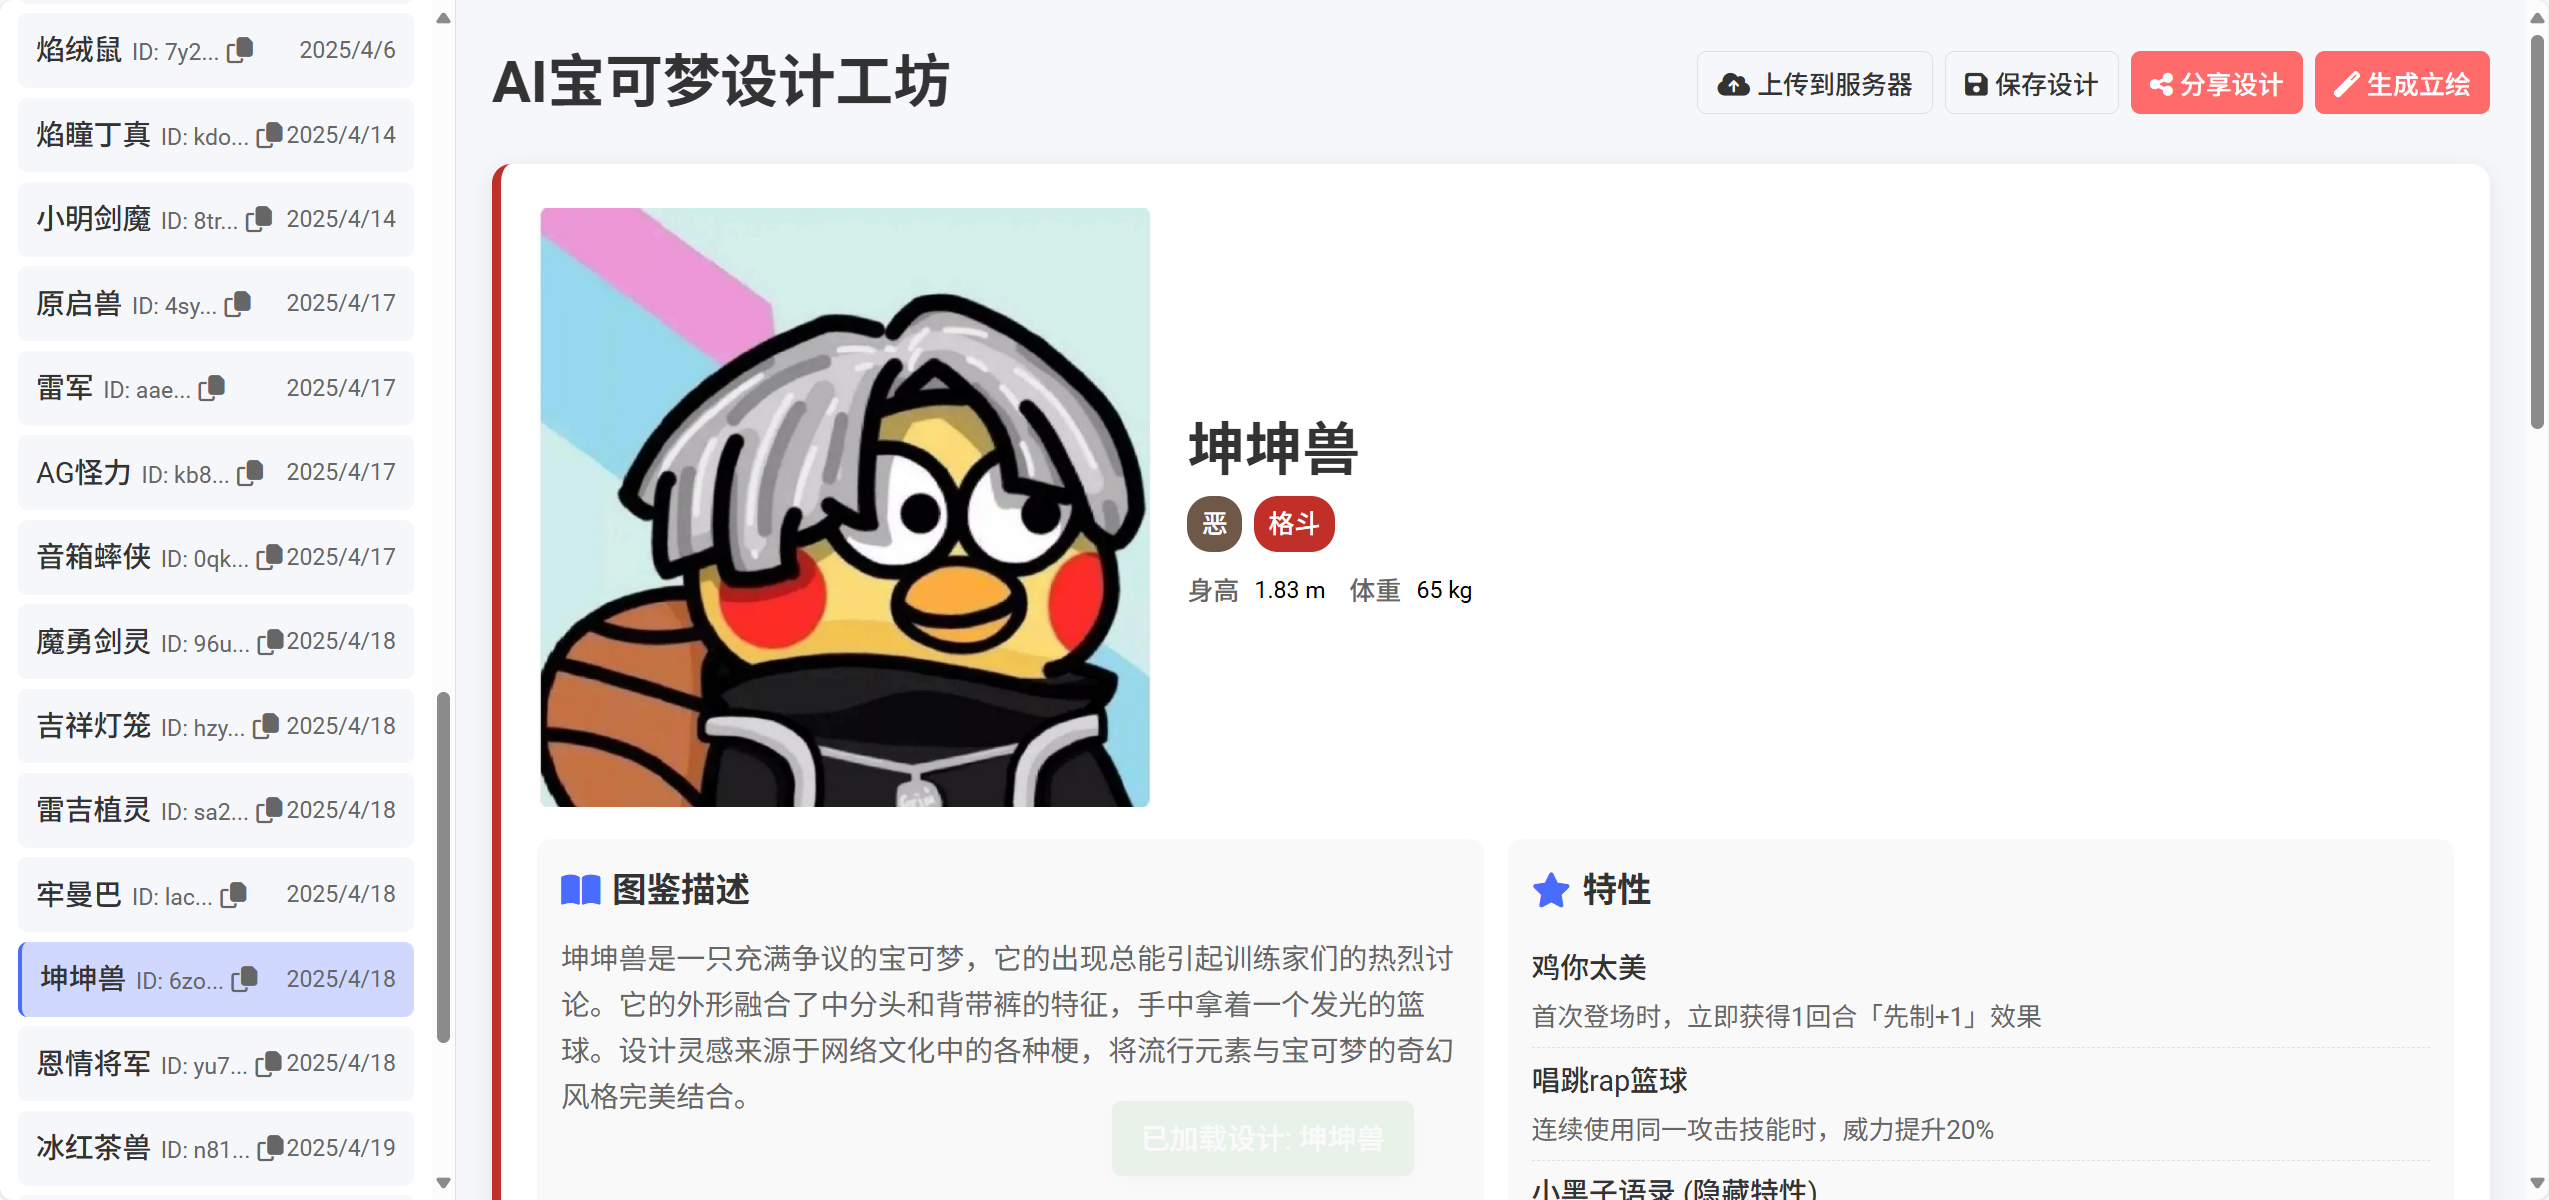 焰绒鼠 ID: 7y2... 2025/4/6
焰瞳丁真 ID: kdo... 2025/4/14
小明剑魔 ID: 8tr... 2025/4/14
原启兽 ID: 4sy... 2025/4/17
雷军 ID: aae... 2025/4/17
AG怪力 ID: kb8... 2025/4/17
音箱蟀侠 ID: 0qk... 2025/4/17
魔勇剑灵 ID: 96u... 2025/4/18
吉祥灯笼 ID: hzy... 2025/4/18
雷吉植灵 ID: sa2... 2025/4/18
牢曼巴 ID: lac... 2025/4/18
坤坤兽 ID: 6zo... 2025/4/18
恩情将军 ID: yu7... 2025/4/18
冰红茶兽 ID: n81... 2025/4/19
AI宝可梦设计工坊
上传到服务器
保存设计
分享设计
生成立绘
坤坤兽
恶 格斗
身高 1.83 m 体重 65 kg
图鉴描述
坤坤兽是一只充满争议的宝可梦，它的出现总能引起训练家们的热烈讨
论。它的外形融合了中分头和背带裤的特征，手中拿着一个发光的篮
球。设计灵感来源于网络文化中的各种梗，将流行元素与宝可梦的奇幻
风格完美结合。
已加载设计: 坤坤兽
特性
鸡你太美
首次登场时，立即获得1回合「先制+1」效果
唱跳rap篮球
连续使用同一攻击技能时，威力提升20%
小黑子语录 (隐藏特性)